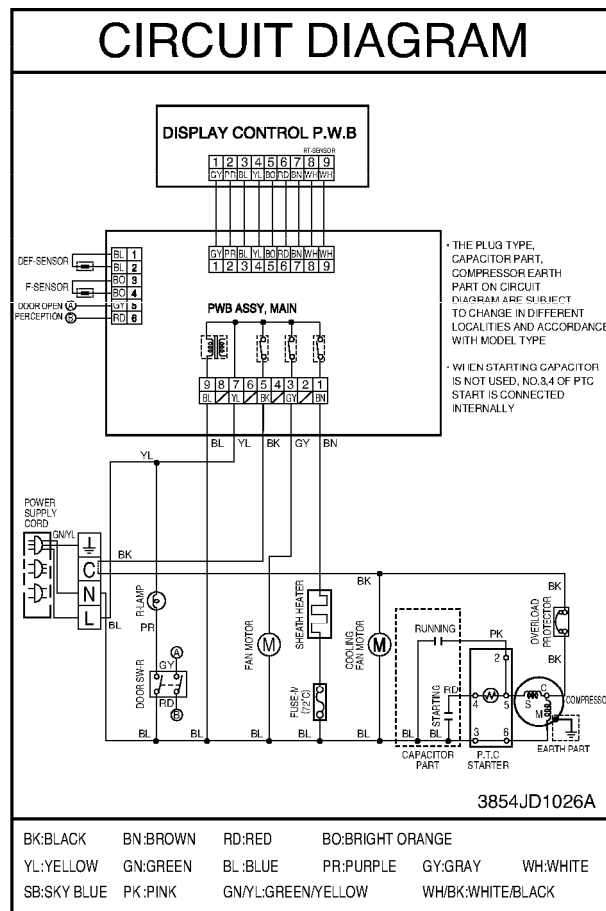 CIRCUIT DIAGRAM
DISPLAY CONTROL P.W.B
RT-SENSOR
1 2 3 4 5 6 7 8 9
GY PR BL YL BO RD BN WH WH
GY PR BL YL BO RD BN WH WH
1 2 3 4 5 6 7 8 9
DEF-SENSOR
BL 1
BL 2
F-SENSOR
BO 3
BO 4
DOOR OPEN A GY 5
PERCEPTION B RD 6
• THE PLUG TYPE,
CAPACITOR PART,
COMPRESSOR EARTH
PART ON CIRCUIT
DIAGRAM ARE SUBJECT
TO CHANGE IN DIFFERENT
LOCALITIES AND ACCORDANCE
WITH MODEL TYPE
• WHEN STARTING CAPACITOR
IS NOT USED, NO.3,4 OF PTC
START IS CONNECTED
INTERNALLY
PWB ASSY, MAIN
9 8 7 6 5 4 3 2 1
BL YL BK GY BN
BL YL BK GY BN
YL
POWER
SUPPLY
CORD
GN/YL
C
N
L
BK
BL
R-LAMP
PR
DOOR SW-R
A
GY
RD
B
FAN MOTOR
M
SHEATH HEATER
FUSE-M
(72°C)
COOLING
FAN MOTOR
M
BK
RUNNING
STARTING
RD
PK
2
4
5
3
6
BK
OVERLOAD
PROTECTOR
BK
C
S
M
COMPRESSOR
EARTH PART
BL BL BL BL BL BL BL
CAPACITOR
PART
P.T.C
STARTER
3854JD1026A
BK:BLACK BN:BROWN RD:RED BO:BRIGHT ORANGE
YL:YELLOW GN:GREEN BL:BLUE PR:PURPLE GY:GRAY WH:WHITE
SB:SKY BLUE PK:PINK GN/YL:GREEN/YELLOW WH/BK:WHITE/BLACK